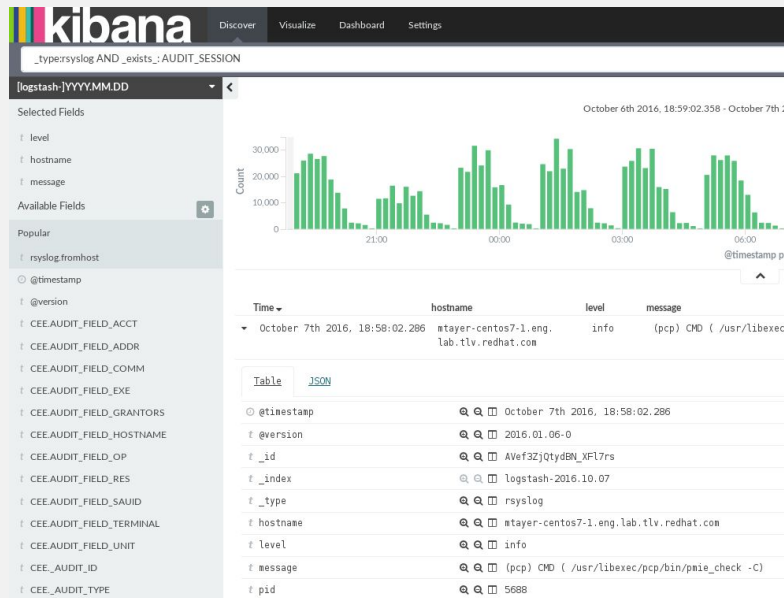 kibana
Discover Visualize Dashboard Settings
_type:rsyslog AND _exists_: AUDIT_SESSION
[logstash-]YYYY.MM.DD
Selected Fields
t level
t hostname
t message
Available Fields
Popular
t rsyslog.fromhost
@timestamp
t @version
t CEE.AUDIT_FIELD_ACCT
t CEE.AUDIT_FIELD_ADDR
t CEE.AUDIT_FIELD_COMM
t CEE.AUDIT_FIELD_EXE
t CEE.AUDIT_FIELD_GRANTORS
t CEE.AUDIT_FIELD_HOSTNAME
t CEE.AUDIT_FIELD_OP
t CEE.AUDIT_FIELD_RES
t CEE.AUDIT_FIELD_SAUID
t CEE.AUDIT_FIELD_TERMINAL
t CEE.AUDIT_FIELD_UNIT
t CEE._AUDIT_ID
t CEE._AUDIT_TYPE
October 6th 2016, 18:59:02.358 - October 7th 2
Count
30,000
20,000
10,000
0
21:00 00:00 03:00 06:00
@timestamp p
Time hostname level message
October 7th 2016, 18:58:02.286 mtayer-centos7-1.eng. info (pcp) CMD ( /usr/libexec
lab.tlv.redhat.com
Table JSON
@timestamp October 7th 2016, 18:58:02.286
t @version 2016.01.06-0
t _id AVef3ZjQtydBN_XFl7rs
t _index logstash-2016.10.07
t _type rsyslog
t hostname mtayer-centos7-1.eng.lab.tlv.redhat.com
t level info
t message (pcp) CMD ( /usr/libexec/pcp/bin/pmie_check -C)
t pid 5688